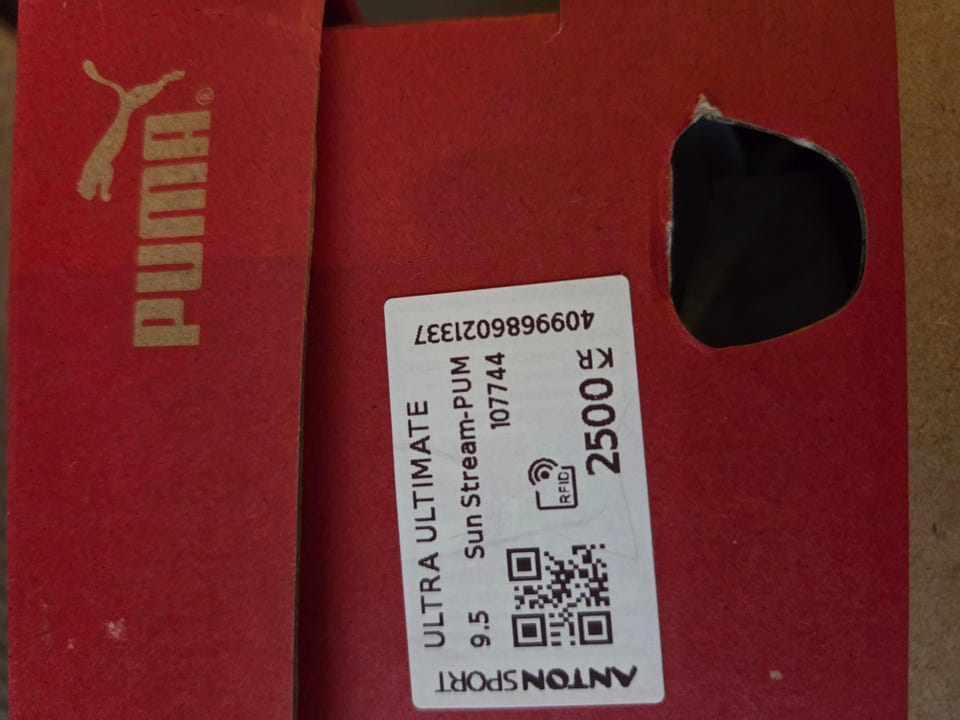 PUMA®
ULTRA ULTIMATE
9.5 Sun Stream-PUM
107744
RFID
2500 KR
4099686021337
ANTON SPORT